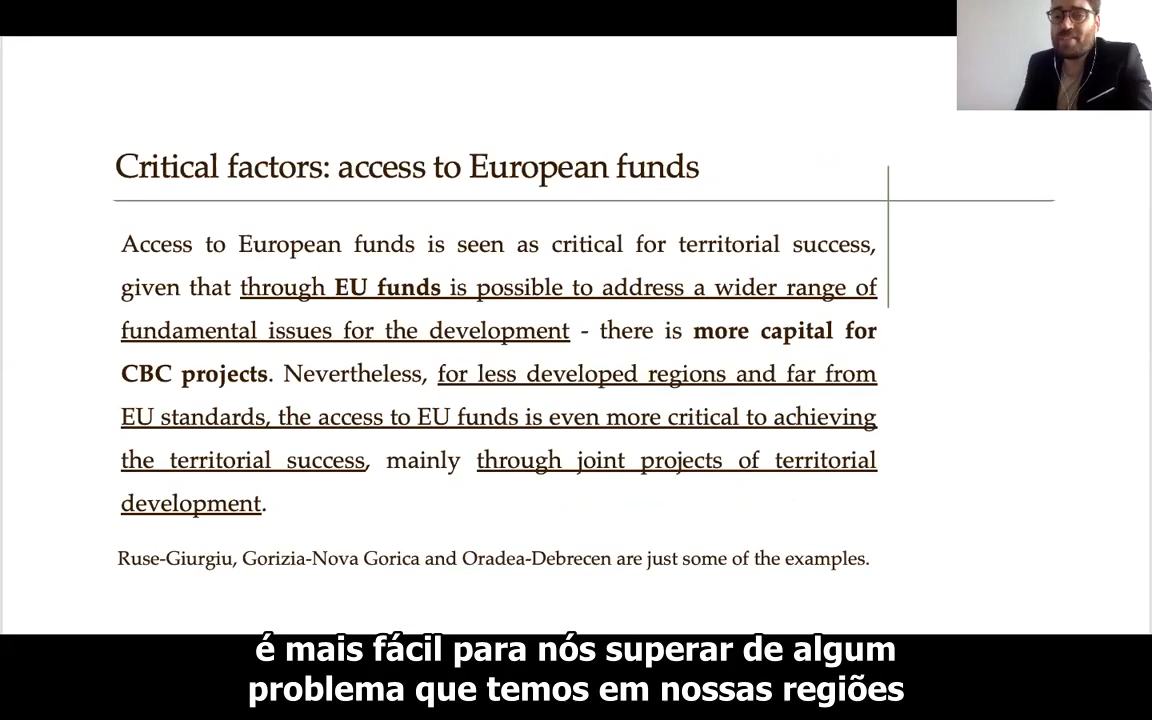 Critical factors: access to European funds
Access to European funds is seen as critical for territorial success,
given that through EU funds is possible to address a wider range of
fundamental issues for the development - there is more capital for
CBC projects. Nevertheless, for less developed regions and far from
EU standards, the access to EU funds is even more critical to achieving
the territorial success, mainly through joint projects of territorial
development.
Ruse-Giurgiu, Gorizia-Nova Gorica and Oradea-Debrecen are just some of the examples.
é mais fácil para nós superar de algum
problema que temos em nossas regiões